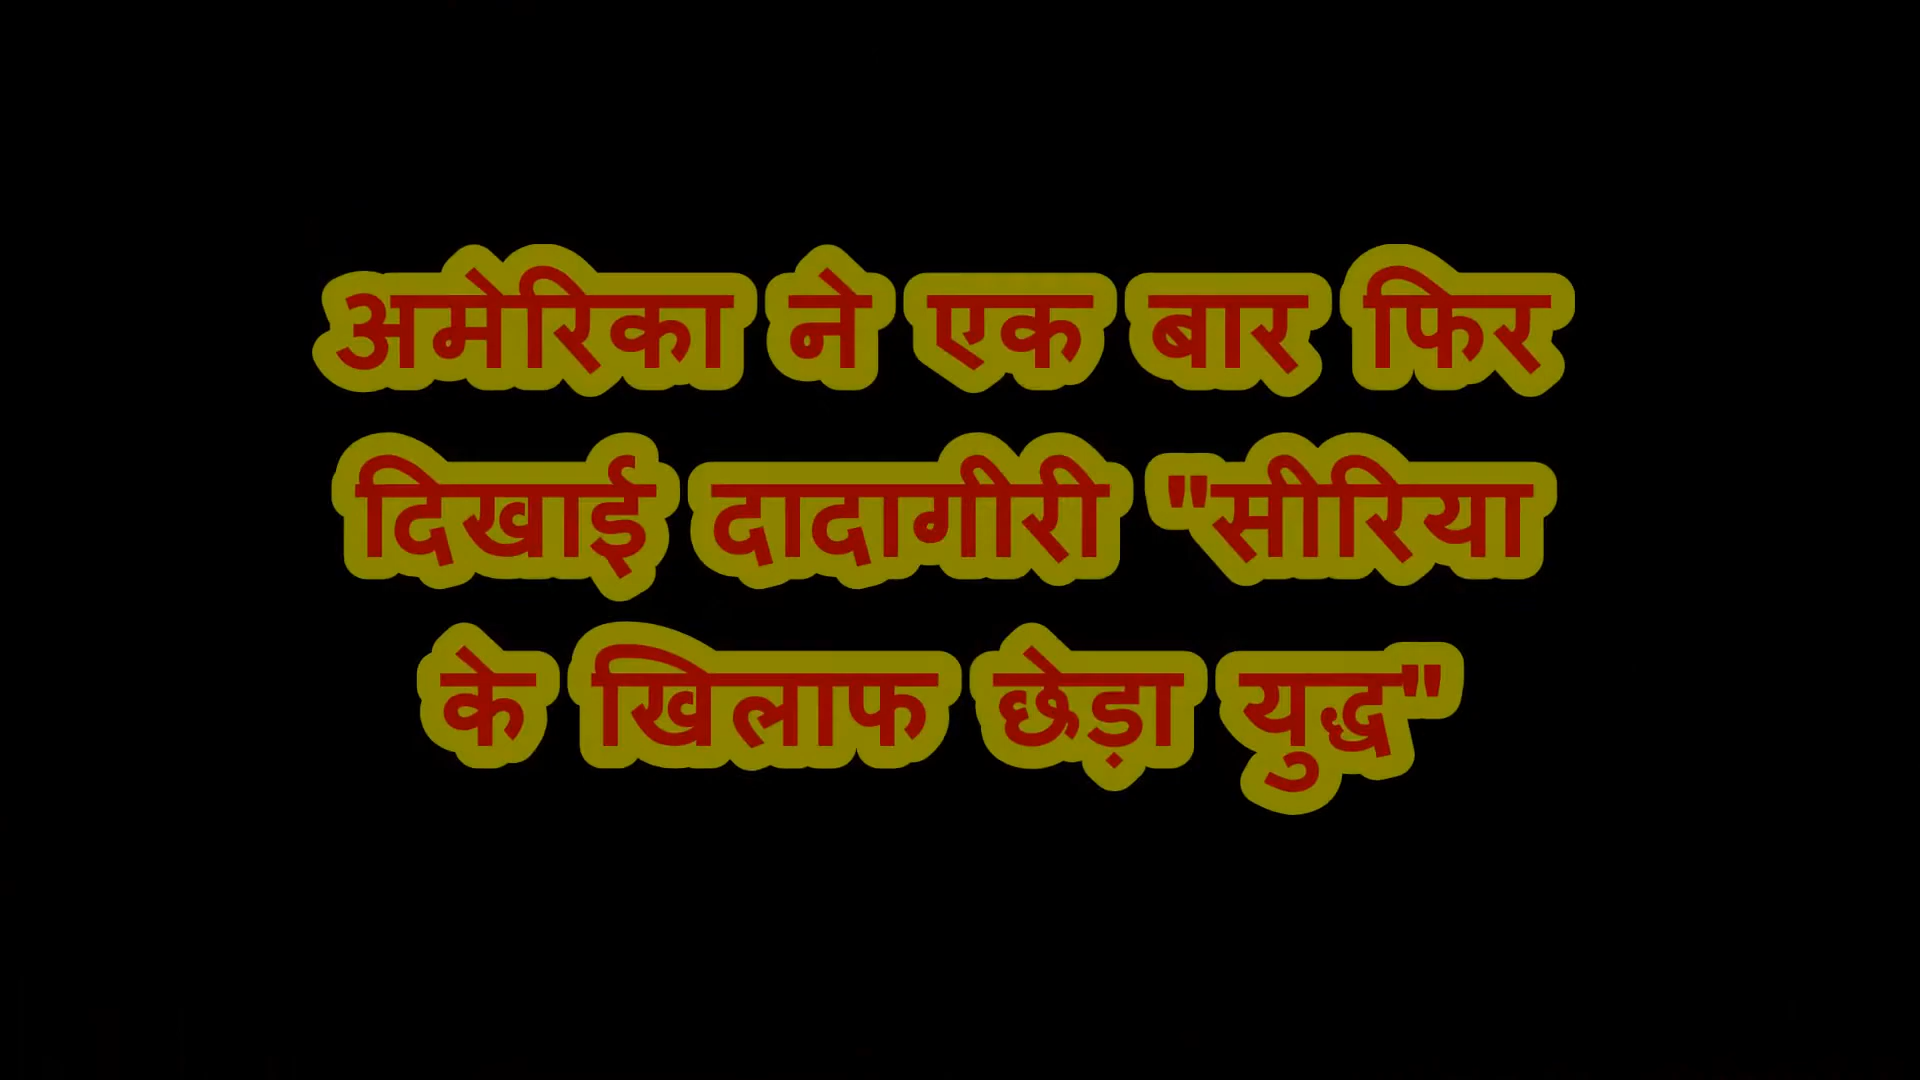 अमेरिका ने एक बार फिर
दिखाई दादागीरी "सीरिया
के खिलाफ छेड़ा युद्ध"